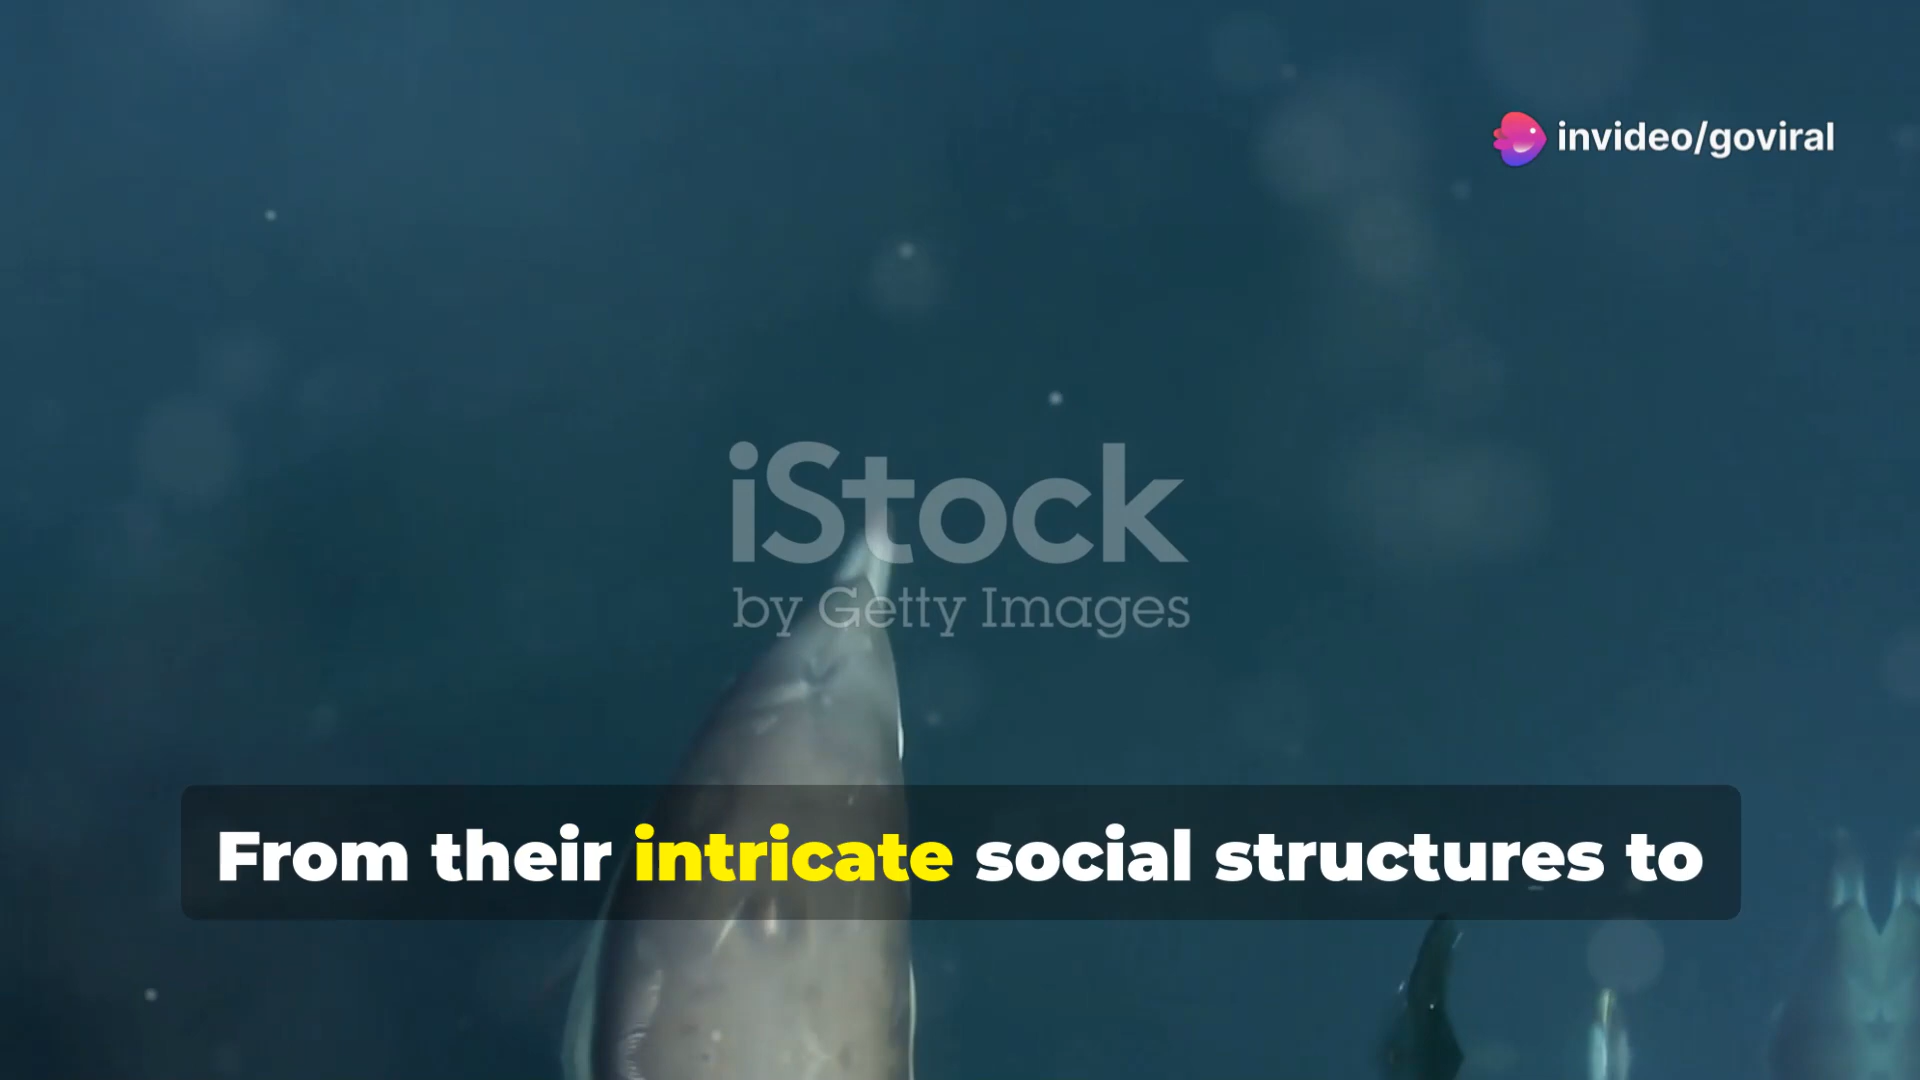 invideo/goviral
iStock
by Getty Images
From their intricate social structures to